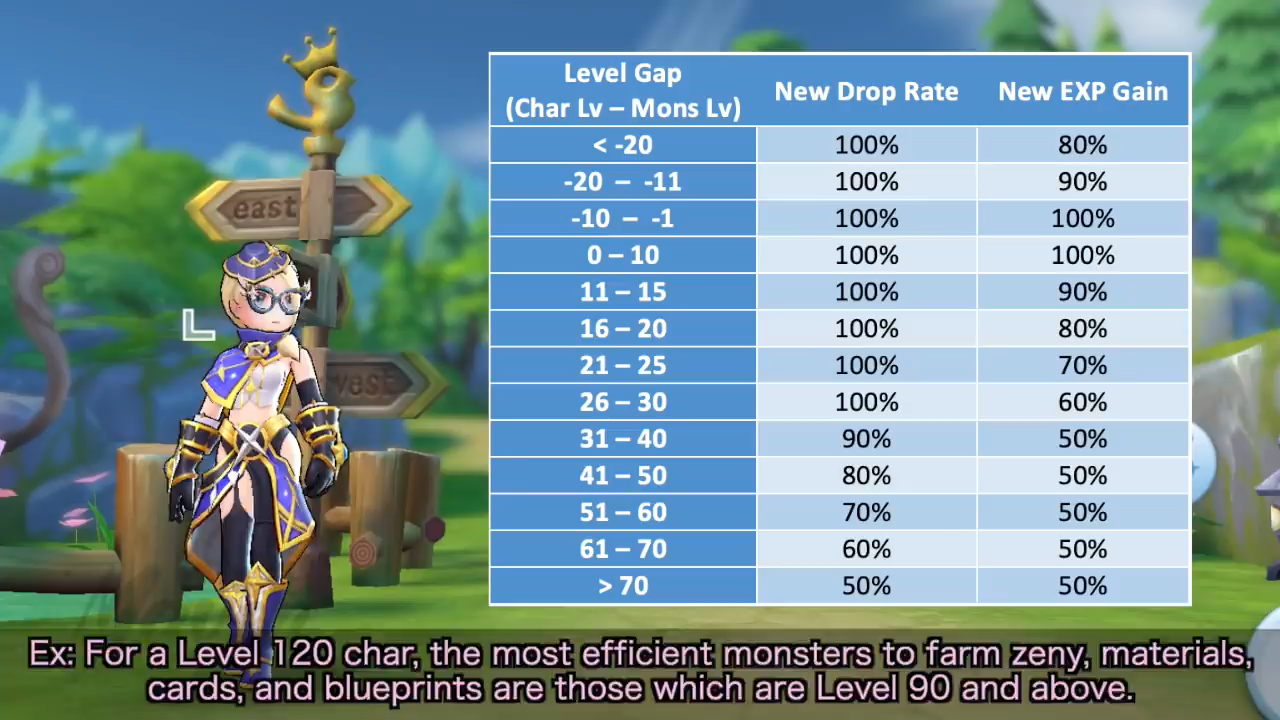 east
west
Level Gap
(Char Lv – Mons Lv)
New Drop Rate
New EXP Gain
< -20
100%
80%
-20 – -11
100%
90%
-10 – -1
100%
100%
0 – 10
100%
100%
11 – 15
100%
90%
16 – 20
100%
80%
21 – 25
100%
70%
26 – 30
100%
60%
31 – 40
90%
50%
41 – 50
80%
50%
51 – 60
70%
50%
61 – 70
60%
50%
> 70
50%
50%
Ex: For a Level 120 char, the most efficient monsters to farm zeny, materials,
cards, and blueprints are those which are Level 90 and above.